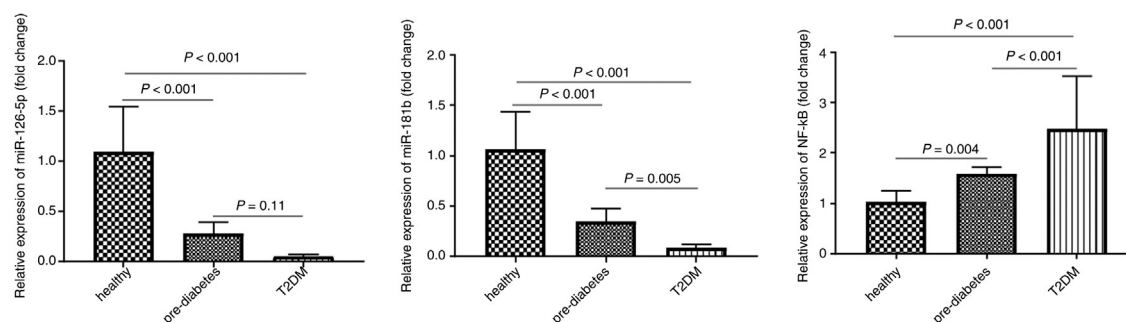 Relative expression of miR-126-5p (fold change)
2.0
1.5
1.0
0.5
0.0
P < 0.001
P < 0.001
P = 0.11
healthy
pre-diabetes
T2DM
Relative expression of miR-181b (fold change)
2.0
1.5
1.0
0.5
0.0
P < 0.001
P < 0.001
P = 0.005
healthy
pre-diabetes
T2DM
Relative expression of NF-kB (fold change)
4
3
2
1
0
P < 0.001
P < 0.001
P = 0.004
healthy
pre-diabetes
T2DM